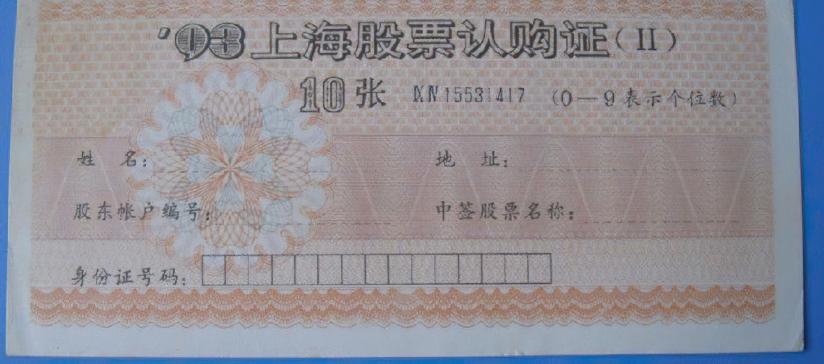 '93上海股票认购证(II)
10张 15531417 (0—9表示个位数)
姓 名: 地 址:
股东帐户编号: 中签股票名称:
身份证号码: